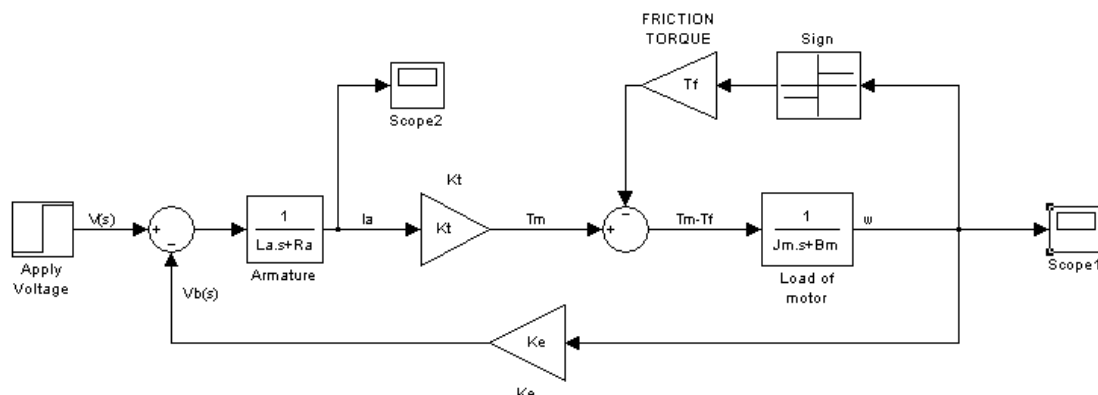 FRICTION
TORQUE
Sign
Tf
Scope2
Kt
V(s)
+
−
1
La.s+Ra
Armature
Ia
Kt
Tm
−
+
Tm-Tf
1
Jm.s+Bm
Load of
motor
w
Scope1
Apply
Voltage
Vb(s)
Ke
Ke